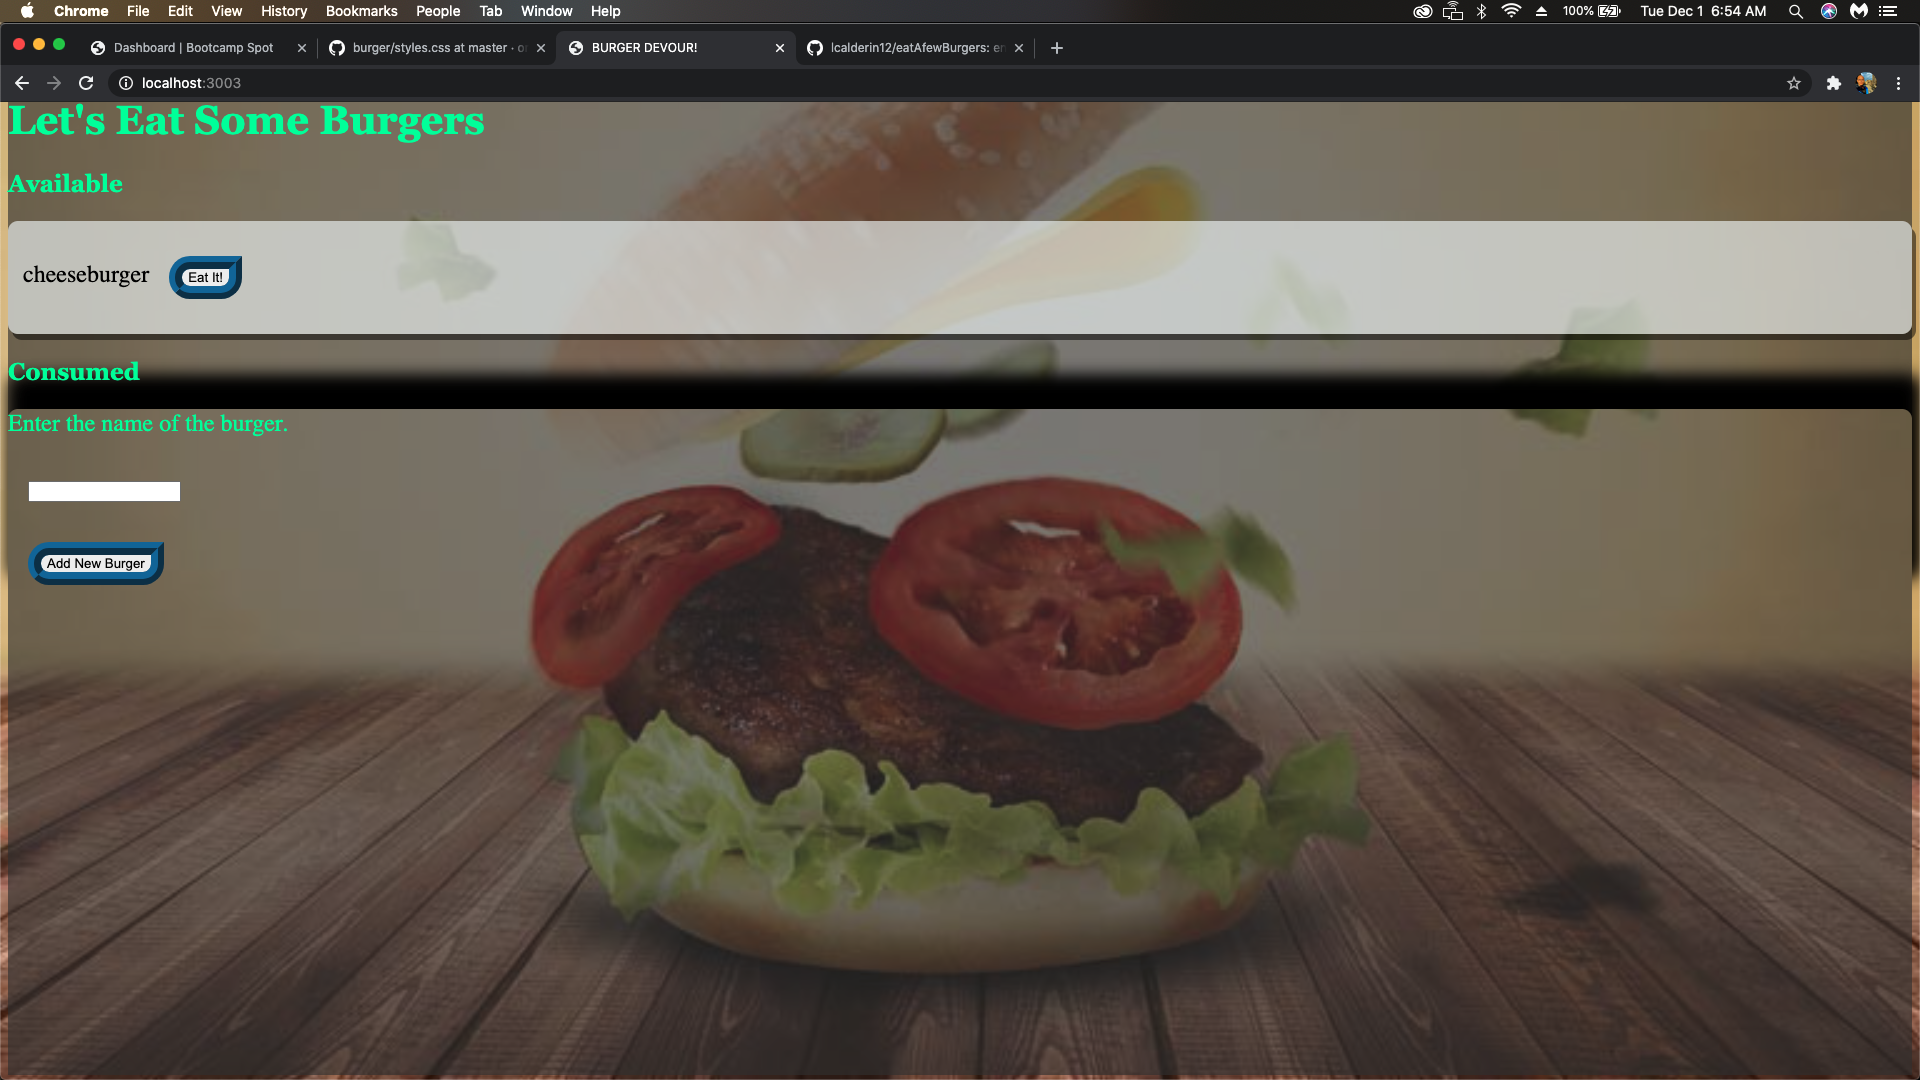 Chrome File Edit View History Bookmarks People Tab Window Help 100% Tue Dec 1 6:54 AM
Dashboard | Bootcamp Spot burger/styles.css at master · o BURGER DEVOUR! lcalderin12/eatAfewBurgers: en
localhost:3003
Let's Eat Some Burgers
Available
cheeseburger Eat It!
Consumed
Enter the name of the burger.
Add New Burger